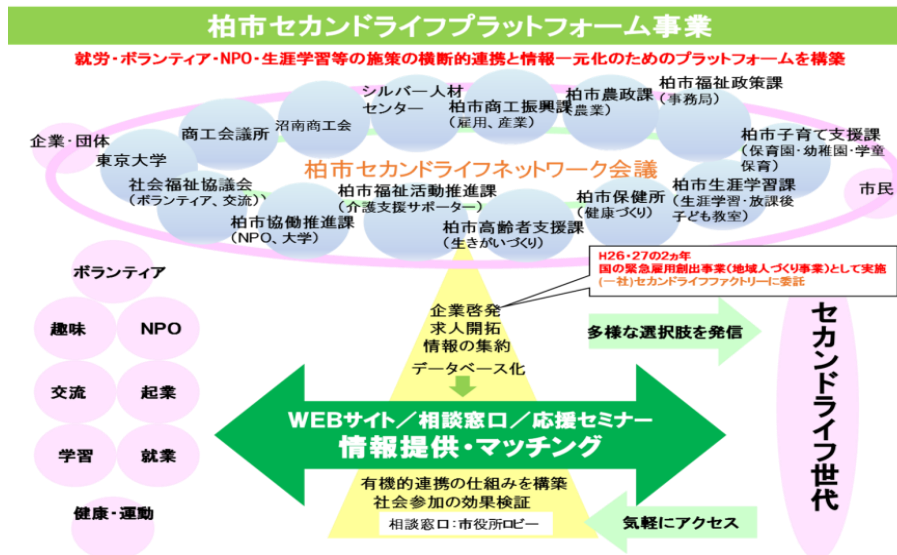 柏市セカンドライフプラットフォーム事業
就労・ボランティア・NPO・生涯学習等の施策の横断的連携と情報一元化のためのプラットフォームを構築
企業・団体
東京大学
商工会議所
沼南商工会
シルバー人材
センター
柏市商工振興課
(雇用、産業)
柏市農政課
(農業)
柏市福祉政策課
(事務局)
柏市子育て支援課
(保育園・幼稚園・学童
保育)
市民
柏市セカンドライフネットワーク会議
社会福祉協議会
(ボランティア、交流)
柏市協働推進課
(NPO、大学)
柏市福祉活動推進課
(介護支援サポーター)
柏市高齢者支援課
(生きがいづくり)
柏市保健所
(健康づくり)
柏市生涯学習課
(生涯学習・放課後
子ども教室)
H26・27の2ヵ年
国の緊急雇用創出事業(地域人づくり事業)として実施
(一社)セカンドライフファクトリーに委託
ボランティア
趣味
NPO
交流
起業
学習
就業
健康・運動
企業啓発
求人開拓
情報の集約
データベース化
多様な選択肢を発信
WEBサイト/相談窓口/応援セミナー
情報提供・マッチング
有機的連携の仕組みを構築
社会参加の効果検証
相談窓口:市役所ロビー
気軽にアクセス
セカンドライフ世代